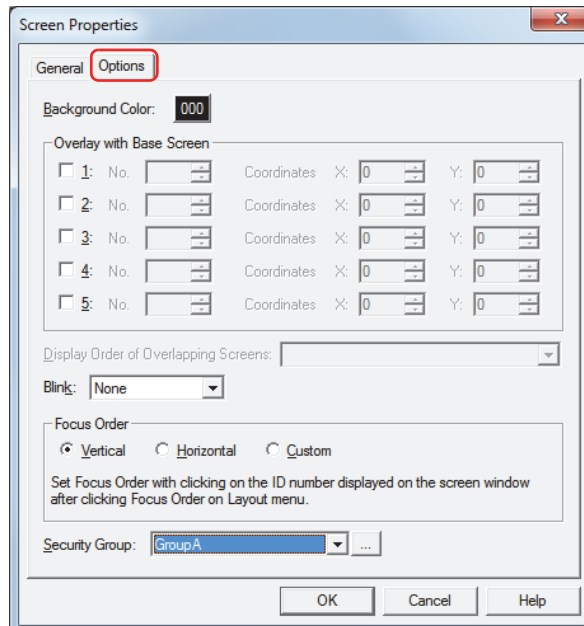 Screen Properties
General Options
Background Color: 000
Overlay with Base Screen
1: No. Coordinates X: 0 Y: 0
2: No. Coordinates X: 0 Y: 0
3: No. Coordinates X: 0 Y: 0
4: No. Coordinates X: 0 Y: 0
5: No. Coordinates X: 0 Y: 0
Display Order of Overlapping Screens:
Blink: None
Focus Order
Vertical Horizontal Custom
Set Focus Order with clicking on the ID number displayed on the screen window
after clicking Focus Order on Layout menu.
Security Group: GroupA ...
OK Cancel Help